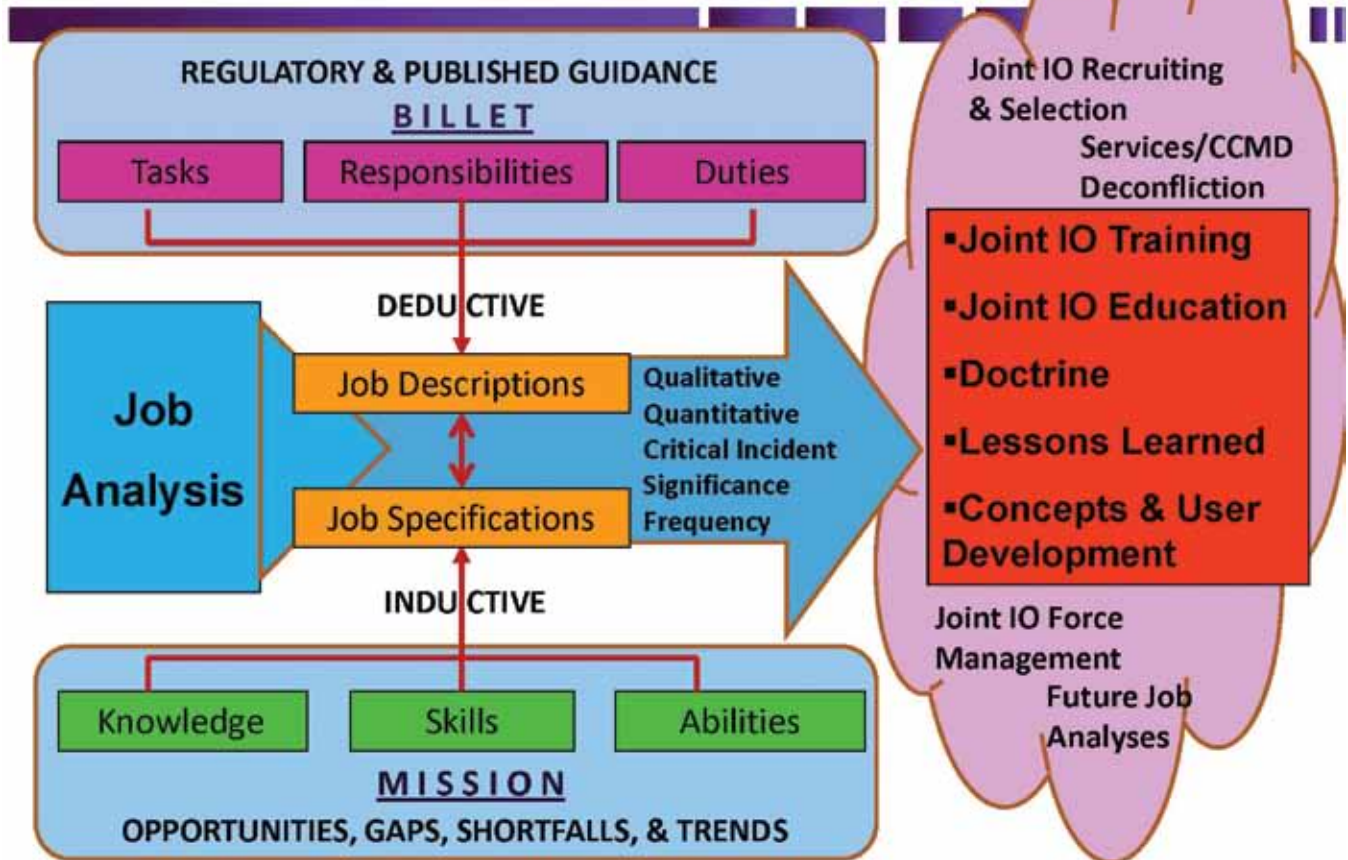 REGULATORY & PUBLISHED GUIDANCE
BILLET
Tasks
Responsibilities
Duties
DEDUCTIVE
Job
Analysis
Job Descriptions
Job Specifications
Qualitative
Quantitative
Critical Incident
Significance
Frequency
INDUCTIVE
Knowledge
Skills
Abilities
MISSION
OPPORTUNITIES, GAPS, SHORTFALLS, & TRENDS
Joint IO Recruiting
& Selection
Services/CCMD
Deconfliction
▪Joint IO Training
▪Joint IO Education
▪Doctrine
▪Lessons Learned
▪Concepts & User
Development
Joint IO Force
Management
Future Job
Analyses